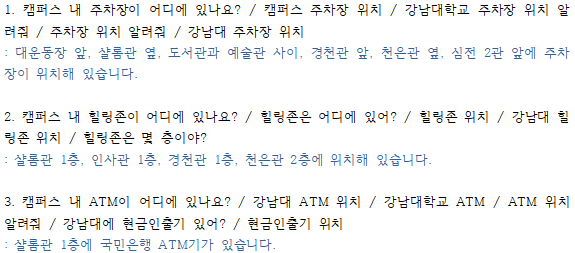 1. 캠퍼스 내 주차장이 어디에 있나요? / 캠퍼스 주차장 위치 / 강남대학교 주차장 위치 알
려줘 / 주차장 위치 알려줘 / 강남대 주차장 위치
: 대운동장 앞, 샬롬관 옆, 도서관과 예술관 사이, 경천관 앞, 천은관 옆, 심전 2관 앞에 주차
장이 위치해 있습니다.
2. 캠퍼스 내 힐링존이 어디에 있나요? / 힐링존은 어디에 있어? / 힐링존 위치 / 강남대 힐
링존 위치 / 힐링존은 몇 층이야?
: 샬롬관 1층, 인사관 1층, 경천관 1층, 천은관 2층에 위치해 있습니다.
3. 캠퍼스 내 ATM이 어디에 있나요? / 강남대 ATM 위치 / 강남대학교 ATM / ATM 위치
알려줘 / 강남대에 현금인출기 있어? / 현금인출기 위치
: 샬롬관 1층에 국민은행 ATM기가 있습니다.